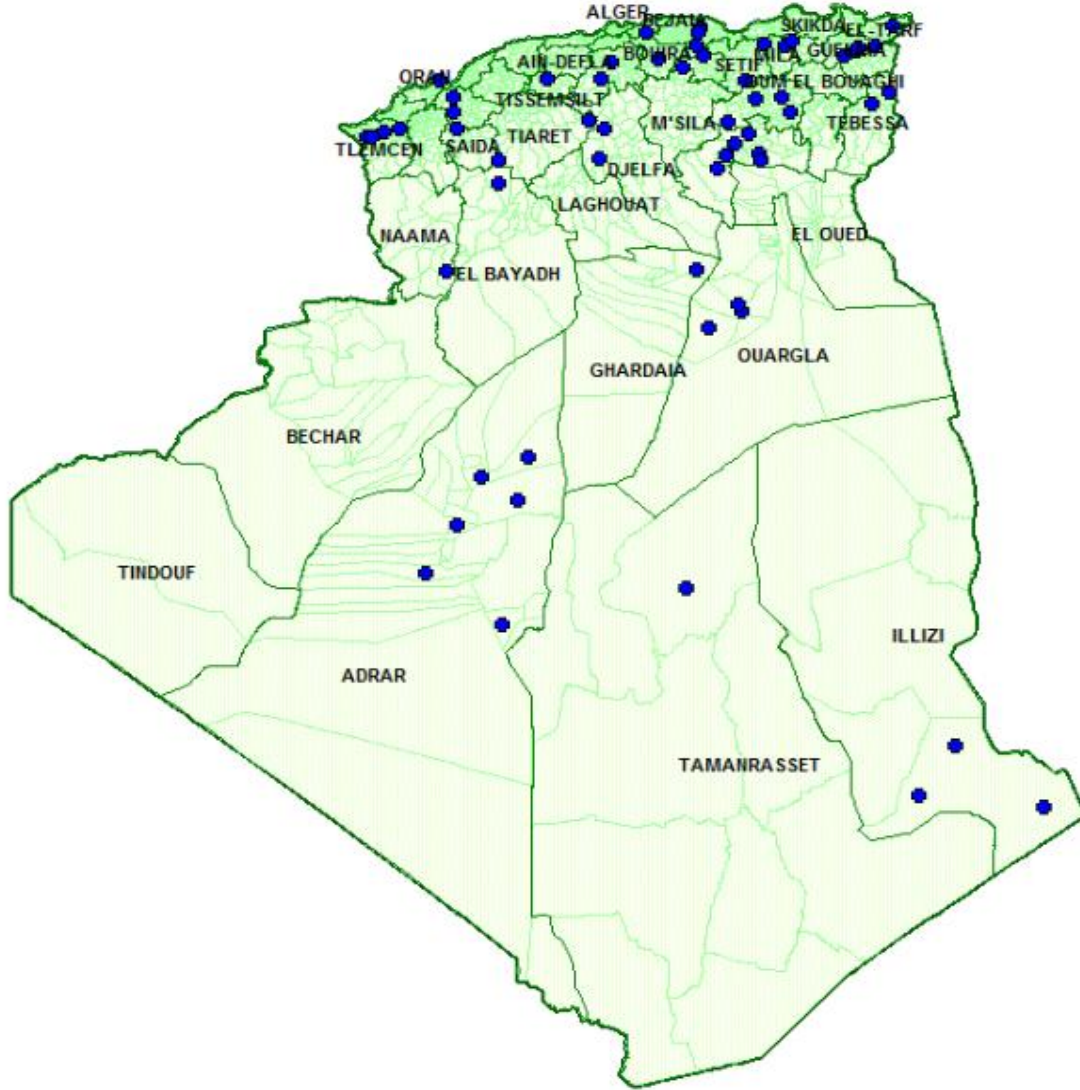 ALGER
BEJAIA
SKIKDA
EL-TARF
BOUIRA
MILA
GUELMA
AIN-DEFLA
SETIF
ORAN
OUM EL BOUAGHI
TISSEMSILT
M'SILA
TEBESSA
TLEMCEN
SAIDA
TIARET
DJELFA
LAGHOUAT
NAAMA
EL OUED
EL BAYADH
OUARGLA
GHARDAIA
BECHAR
TINDOUF
ILLIZI
ADRAR
TAMANRASSET